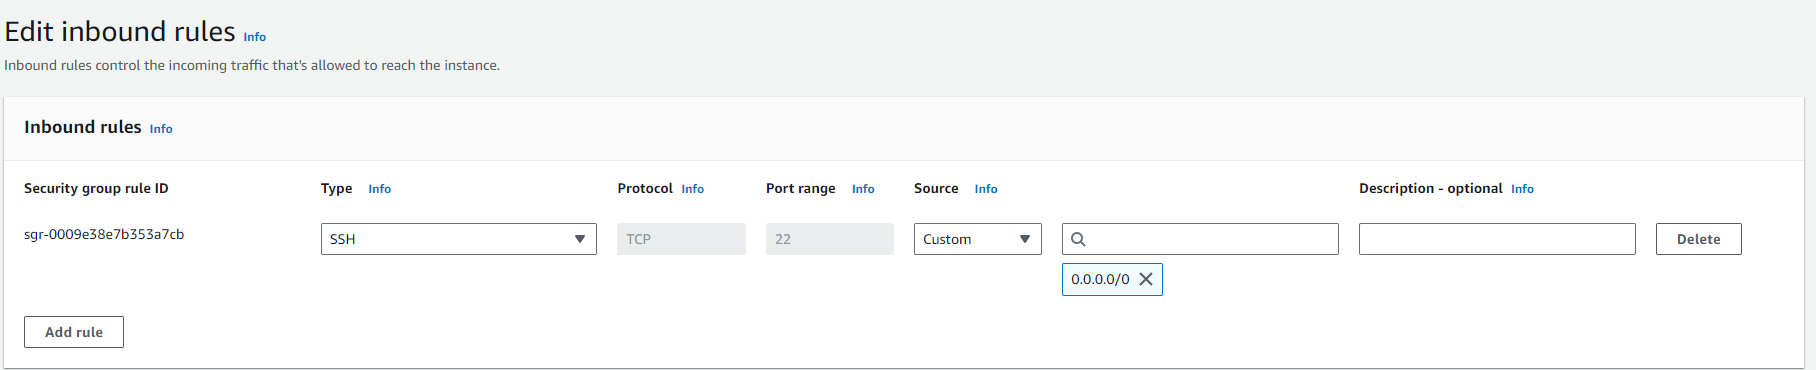 Edit inbound rules Info
Inbound rules control the incoming traffic that's allowed to reach the instance.
Inbound rules Info
Security group rule ID Type Info Protocol Info Port range Info Source Info Description - optional Info
sgr-0009e38e7b353a7cb SSH TCP 22 Custom Delete
0.0.0.0/0
Add rule